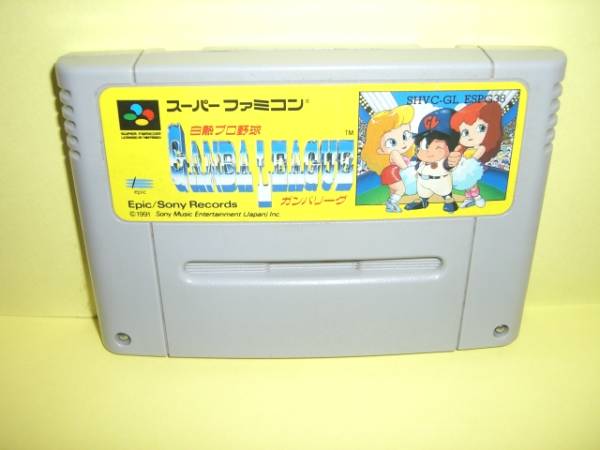 スーパーファミコン®
SUPER FAMICOM
白熱プロ野球
GANBA LEAGUE
TM
ガンバリーグ
epic
Epic/Sony Records
©1991 Sony Music Entertainment (Japan) Inc
SHVC-GL ESPG39
GL